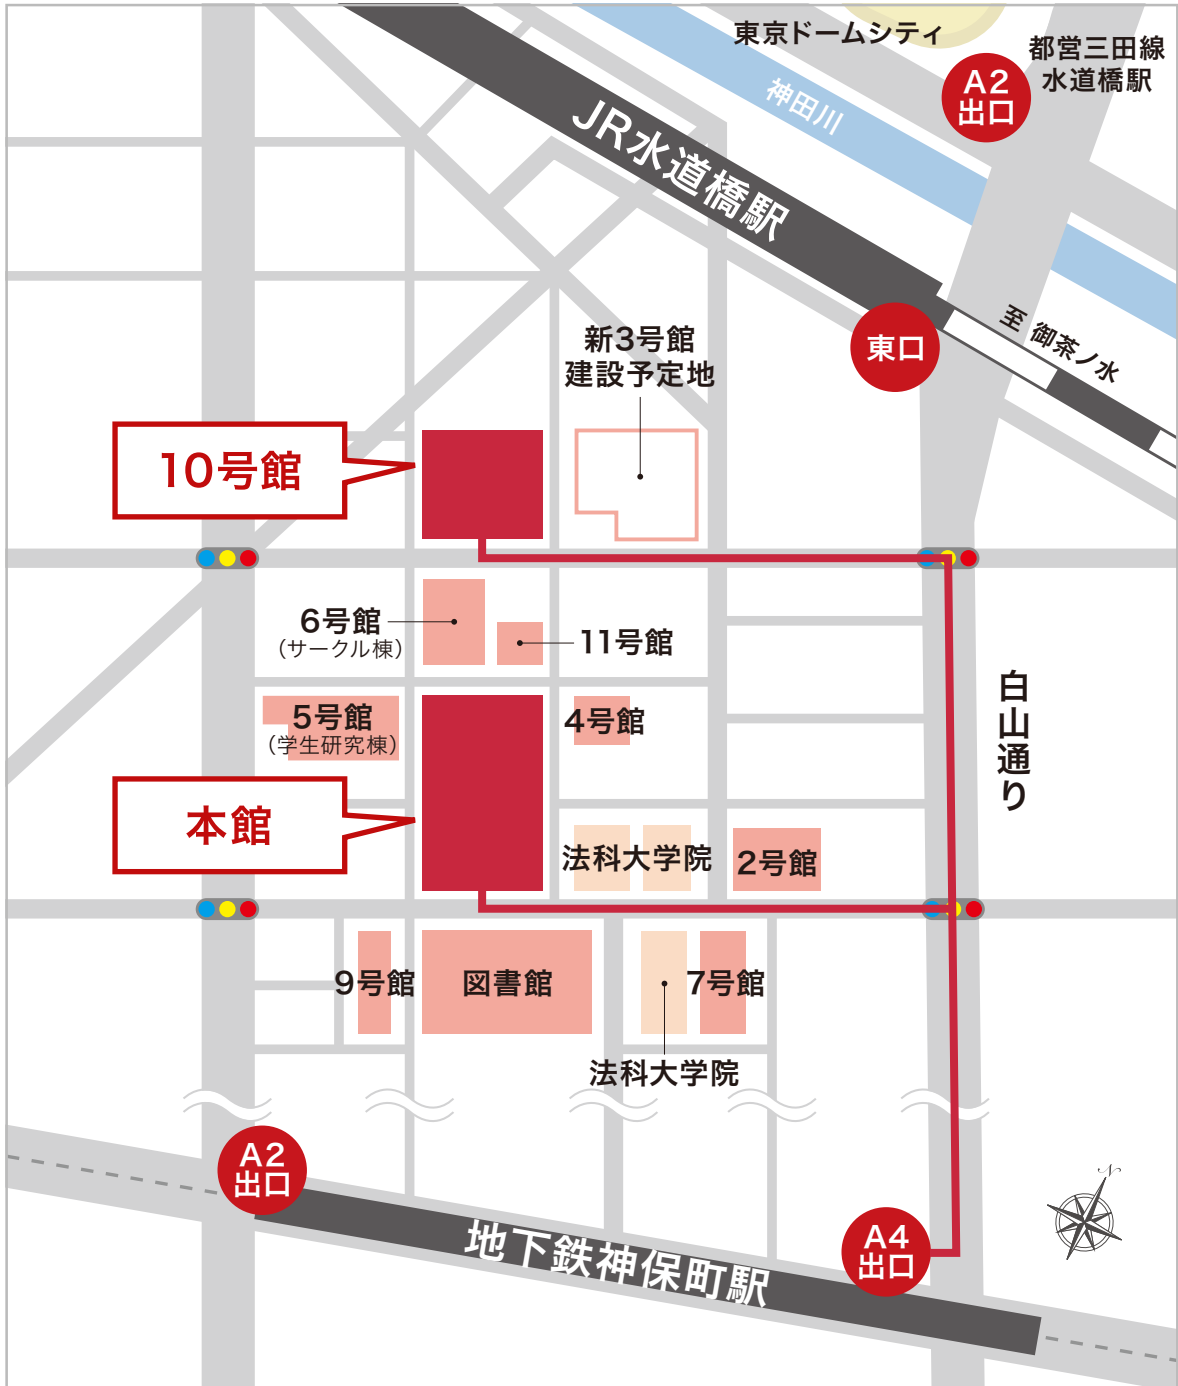 東京ドームシティ
都営三田線
水道橋駅
A2
出口
神田川
JR水道橋駅
東口
至 御茶ノ水
新3号館
建設予定地
10号館
6号館
(サークル棟)
11号館
白山通り
5号館
(学生研究棟)
4号館
本館
法科大学院
2号館
9号館
図書館
7号館
法科大学院
A2
出口
N
A4
出口
地下鉄神保町駅